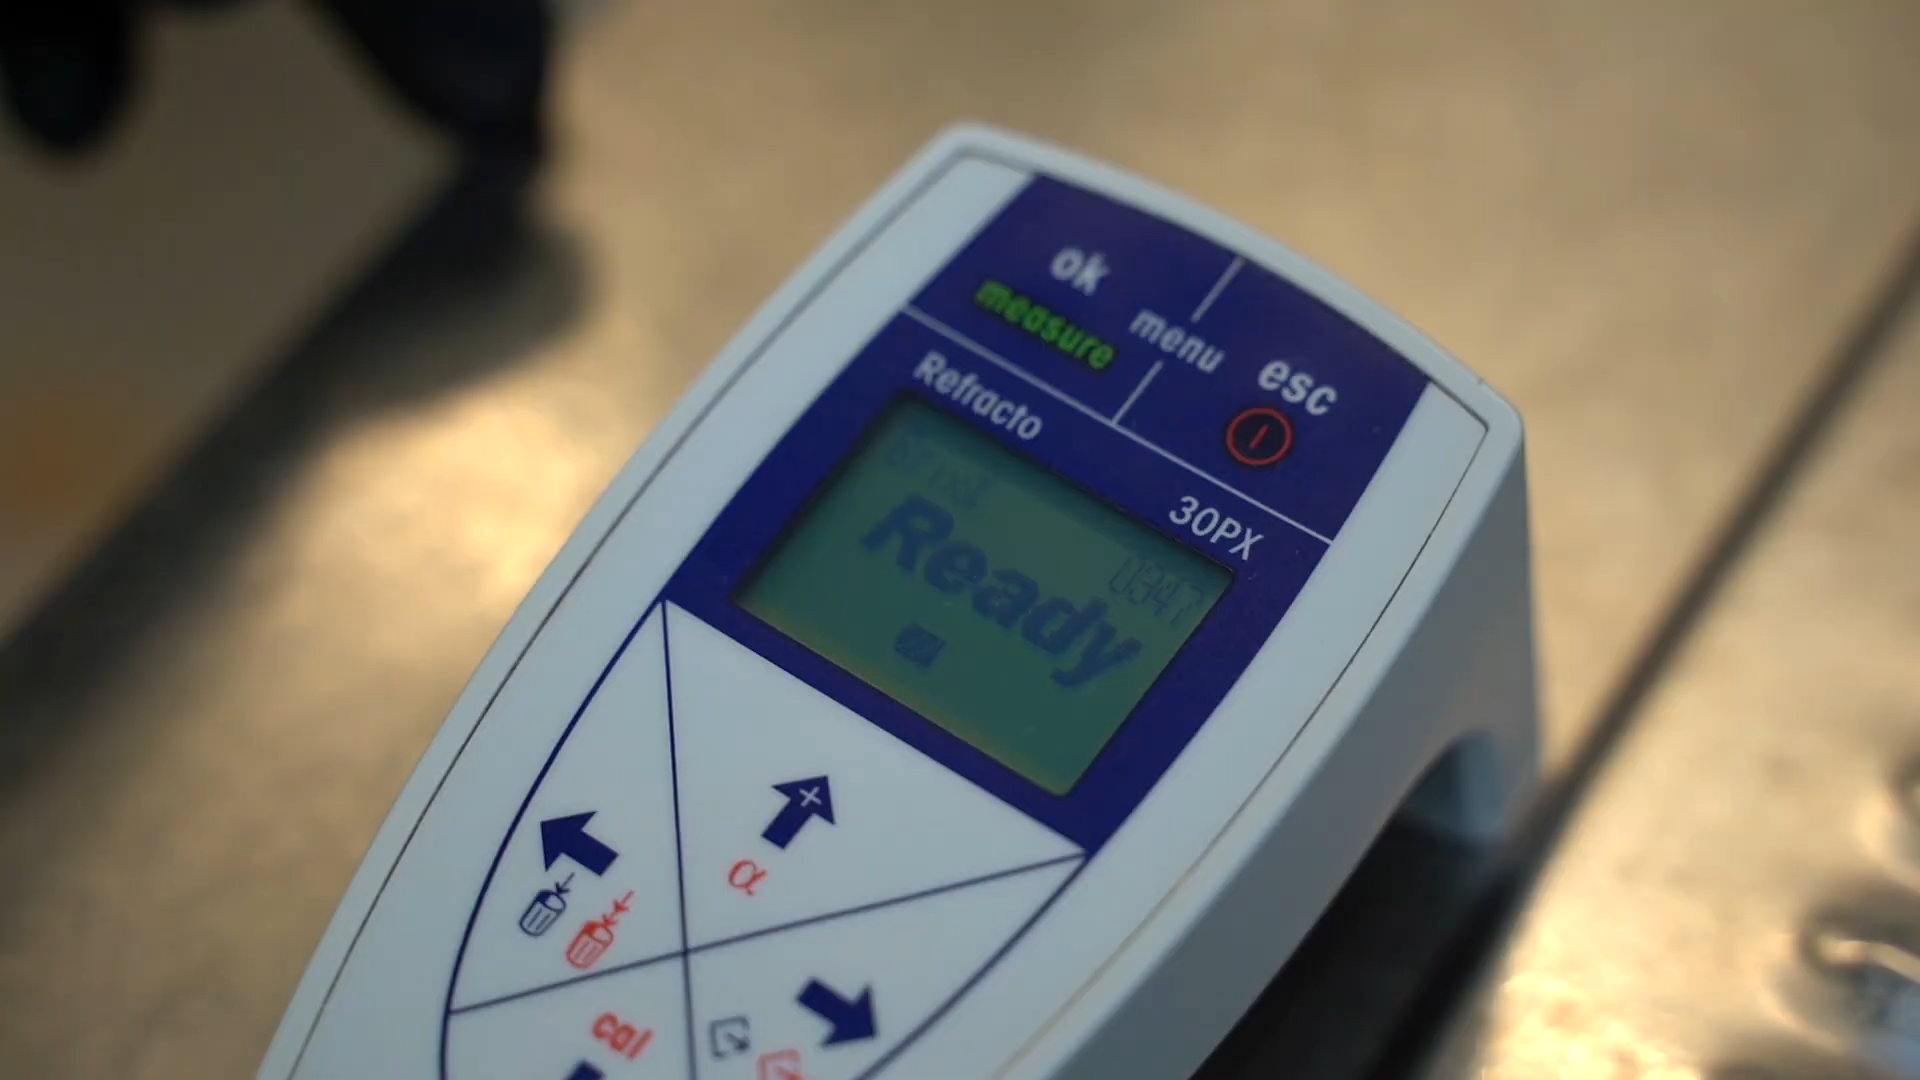 ok
measure
menu
esc
Refracto
30PX
Ready
α
cal